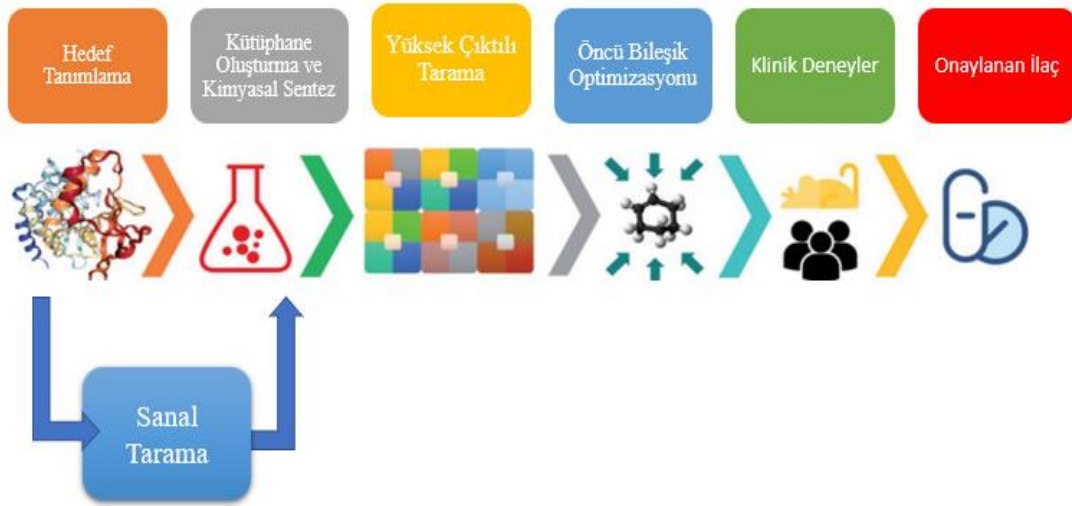 Hedef
Tanımlama
Kütüphane
Oluşturma ve
Kimyasal Sentez
Yüksek Çıktılı
Tarama
Öncü Bileşik
Optimizasyonu
Klinik Deneyler
Onaylanan İlaç
Sanal
Tarama